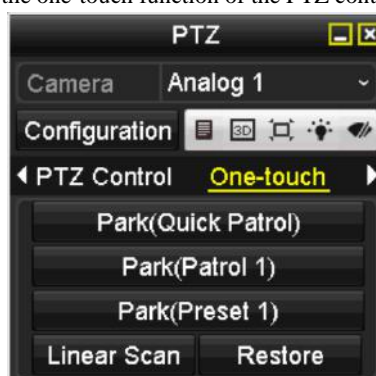 the one-touch function of the PTZ cont
PTZ
Camera Analog 1
Configuration 3D
PTZ Control One-touch
Park(Quick Patrol)
Park(Patrol 1)
Park(Preset 1)
Linear Scan Restore